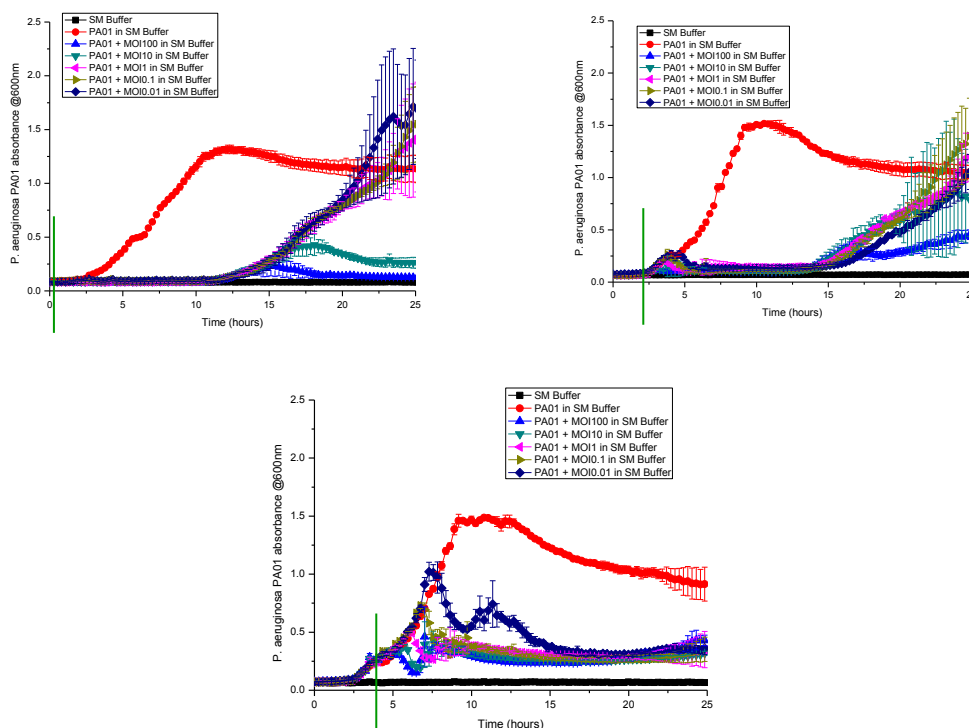 SM Buffer
PA01 in SM Buffer
PA01 + MOI100 in SM Buffer
PA01 + MOI10 in SM Buffer
PA01 + MOI1 in SM Buffer
PA01 + MOI0.1 in SM Buffer
PA01 + MOI0.01 in SM Buffer
P. aeruginosa PA01 absorbance @600nm
2.5
2.0
1.5
1.0
0.5
0.0
0 5 10 15 20 25
Time (hours)
SM Buffer
PA01 in SM Buffer
PA01 + MOI100 in SM Buffer
PA01 + MOI10 in SM Buffer
PA01 + MOI1 in SM Buffer
PA01 + MOI0.1 in SM Buffer
PA01 + MOI0.01 in SM Buffer
P. aeruginosa PA01 absorbance @600nm
2.5
2.0
1.5
1.0
0.5
0.0
0 5 10 15 20
Time (hours)
SM Buffer
PA01 in SM Buffer
PA01 + MOI100 in SM Buffer
PA01 + MOI10 in SM Buffer
PA01 + MOI1 in SM Buffer
PA01 + MOI0.1 in SM Buffer
PA01 + MOI0.01 in SM Buffer
P. aeruginosa PA01 absorbance @600nm
2.5
2.0
1.5
1.0
0.5
0.0
0 5 10 15 20 25
Time (hours)